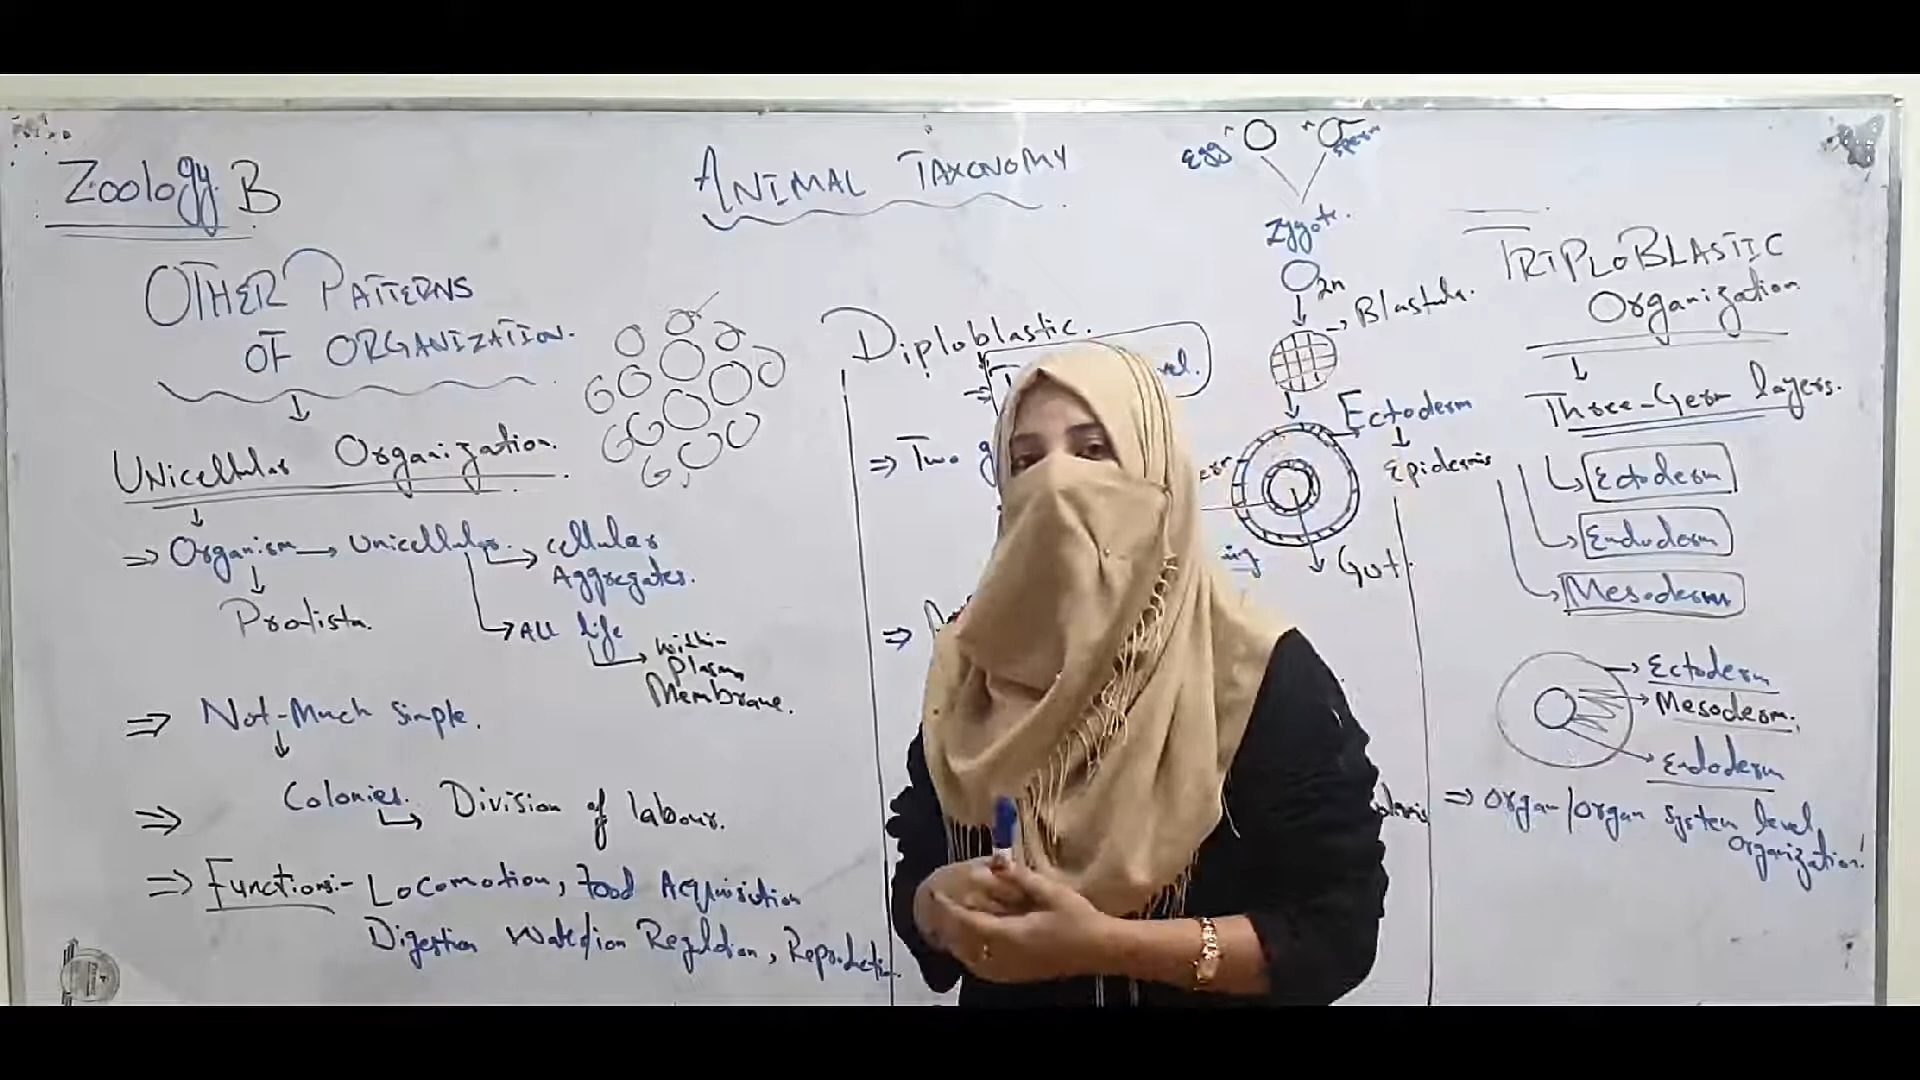 Zoology B
ANIMAL TAXONOMY
OTHER PATTERNS
OF ORGANIZATION.
UNicellular Organization.
⇒ Organism → Unicellular. → cellular
Aggregates.
Protista.
→ All life → within
Plasma
Membrane.
⇒ Not-Much simple.
⇒ Colonies. → Division of labour.
⇒ Functions:- Locomotion, Food Acquisition
Digestion Water/ion Regulation, Reproduction.
Diploblastic.
⇒
⇒ Two
⇒
egg sperm
Zygote.
2n
→ Blastula.
Ectoderm
Epidermis
Gut
TRIPLOBLASTIC
Organization
Three-Germ layers.
Ectoderm
Endoderm
Mesoderm
→ Ectoderm
→ Mesoderm.
→ Endoderm
⇒ Organ/organ system level
Organization!